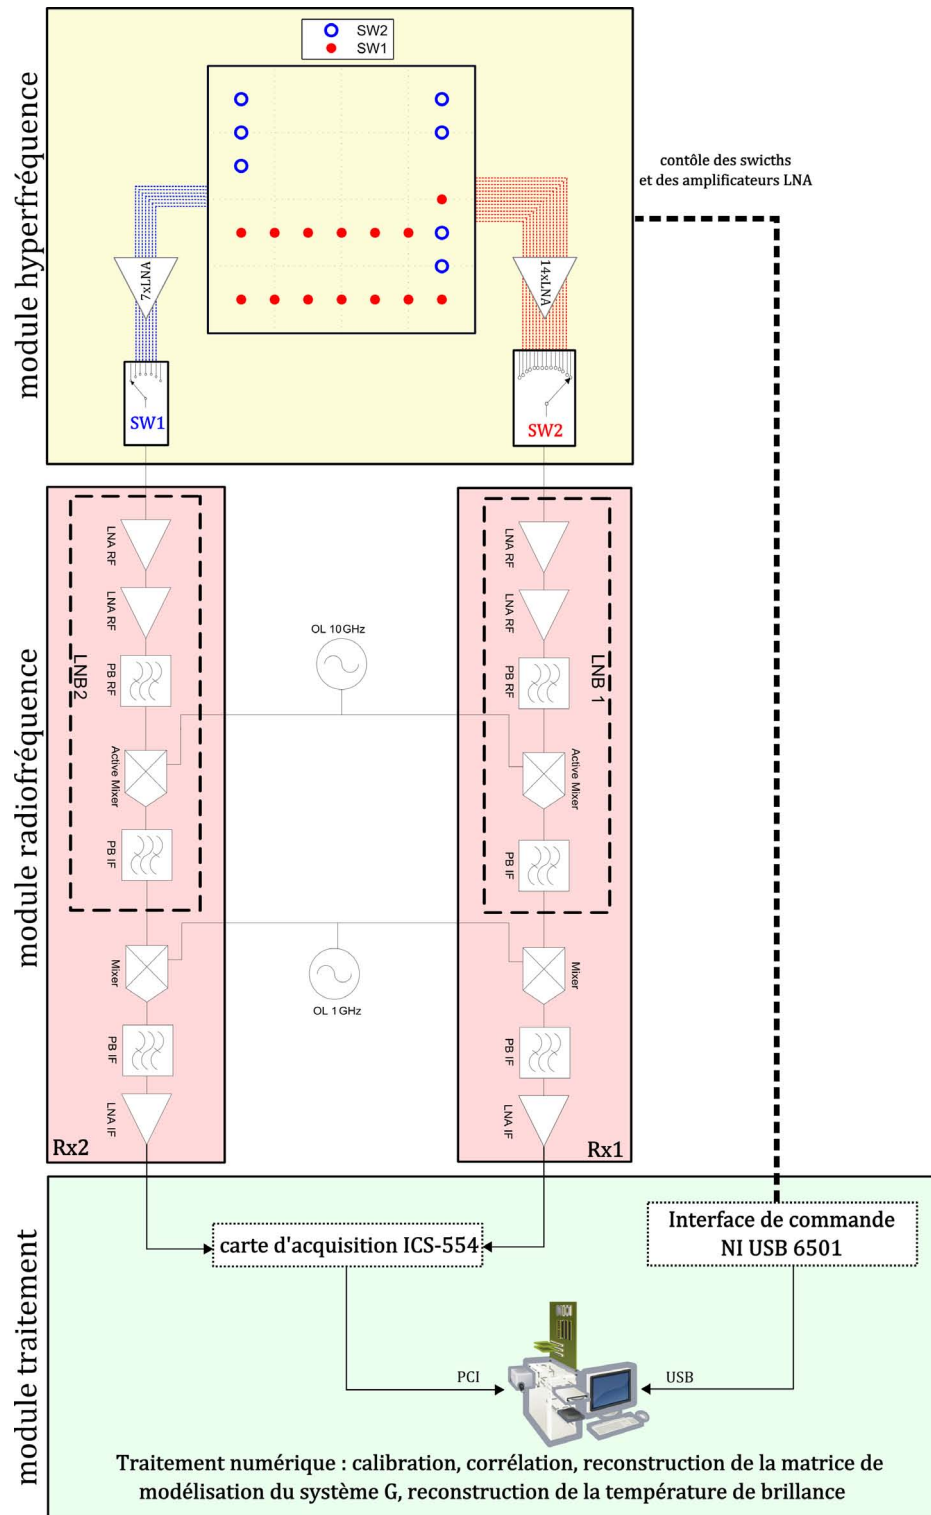 module hyperfréquence
SW2
SW1
7xLNA
14xLNA
SW1
SW2
contôle des swicths
et des amplificateurs LNA
module radiofréquence
LNA RF
LNA RF
PB RF
LNB2
Active Mixer
PB IF
Mixer
PB IF
LNA IF
Rx2
OL 10GHz
OL 1GHz
LNA RF
LNA RF
PB RF
LNB 1
Active Mixer
PB IF
Mixer
PB IF
LNA IF
Rx1
module traitement
carte d'acquisition ICS-554
Interface de commande
NI USB 6501
PCI
USB
Traitement numérique : calibration, corrélation, reconstruction de la matrice de
modélisation du système G, reconstruction de la température de brillance